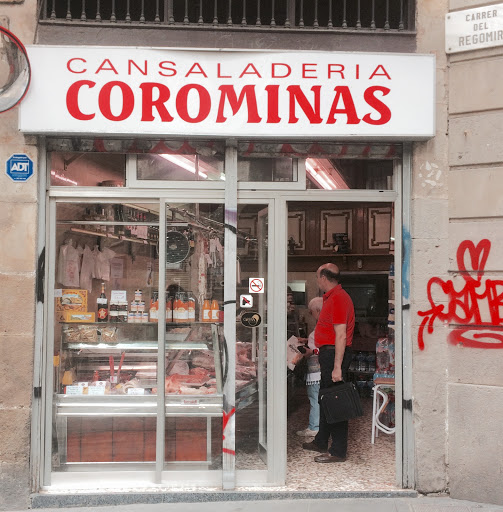 CARRER
DEL
REGOMIR
CANSALADERIA
COROMINAS
ADT